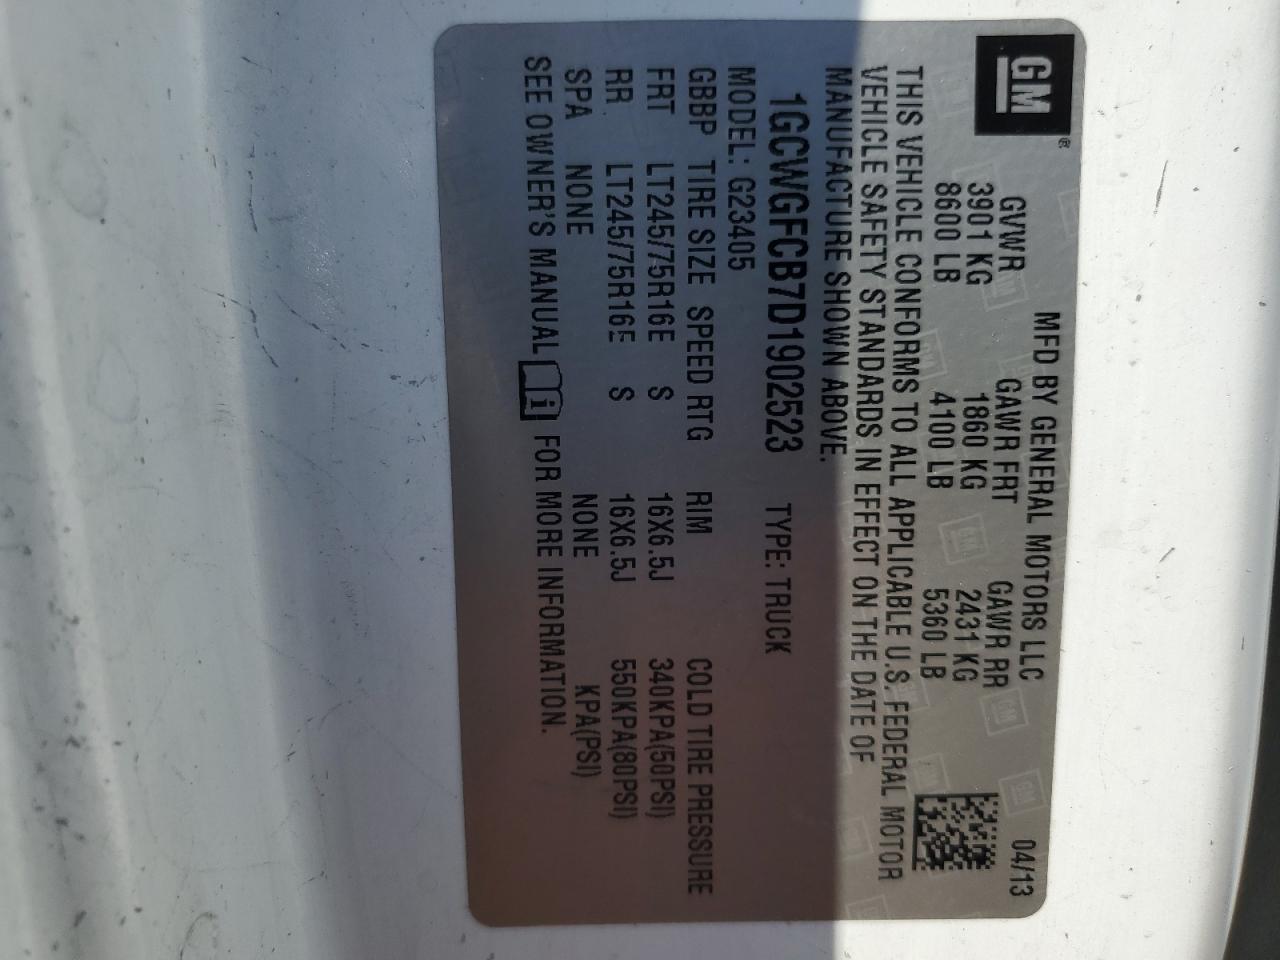 GM®
MFD BY GENERAL MOTORS LLC 04/13
GVWR GAWR FRT GAWR RR
3901 KG 1860 KG 2431 KG
8600 LB 4100 LB 5360 LB
THIS VEHICLE CONFORMS TO ALL APPLICABLE U.S. FEDERAL MOTOR
VEHICLE SAFETY STANDARDS IN EFFECT ON THE DATE OF
MANUFACTURE SHOWN ABOVE.
1GCWGFCB7D1902523 TYPE: TRUCK
MODEL: G23405
GBBP TIRE SIZE SPEED RTG RIM COLD TIRE PRESSURE
FRT LT245/75R16E S 16X6.5J 340KPA(50PSI)
RR LT245/75R16E S 16X6.5J 550KPA(80PSI)
SPA NONE NONE KPA(PSI)
SEE OWNER'S MANUAL i FOR MORE INFORMATION.